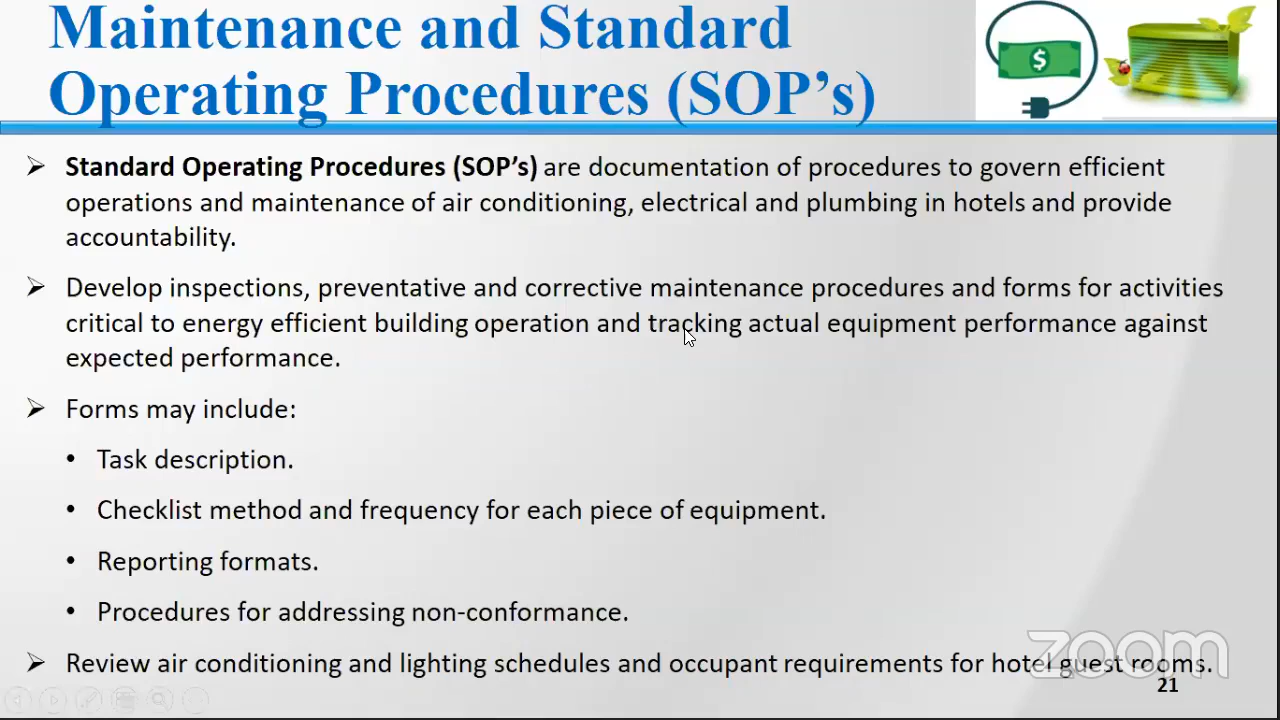 Maintenance and Standard
Operating Procedures (SOP’s)
$
➢ Standard Operating Procedures (SOP’s) are documentation of procedures to govern efficient
operations and maintenance of air conditioning, electrical and plumbing in hotels and provide
accountability.
➢ Develop inspections, preventative and corrective maintenance procedures and forms for activities
critical to energy efficient building operation and tracking actual equipment performance against
expected performance.
➢ Forms may include:
• Task description.
• Checklist method and frequency for each piece of equipment.
• Reporting formats.
• Procedures for addressing non-conformance.
➢ Review air conditioning and lighting schedules and occupant requirements for hotel guest rooms.
zoom
21